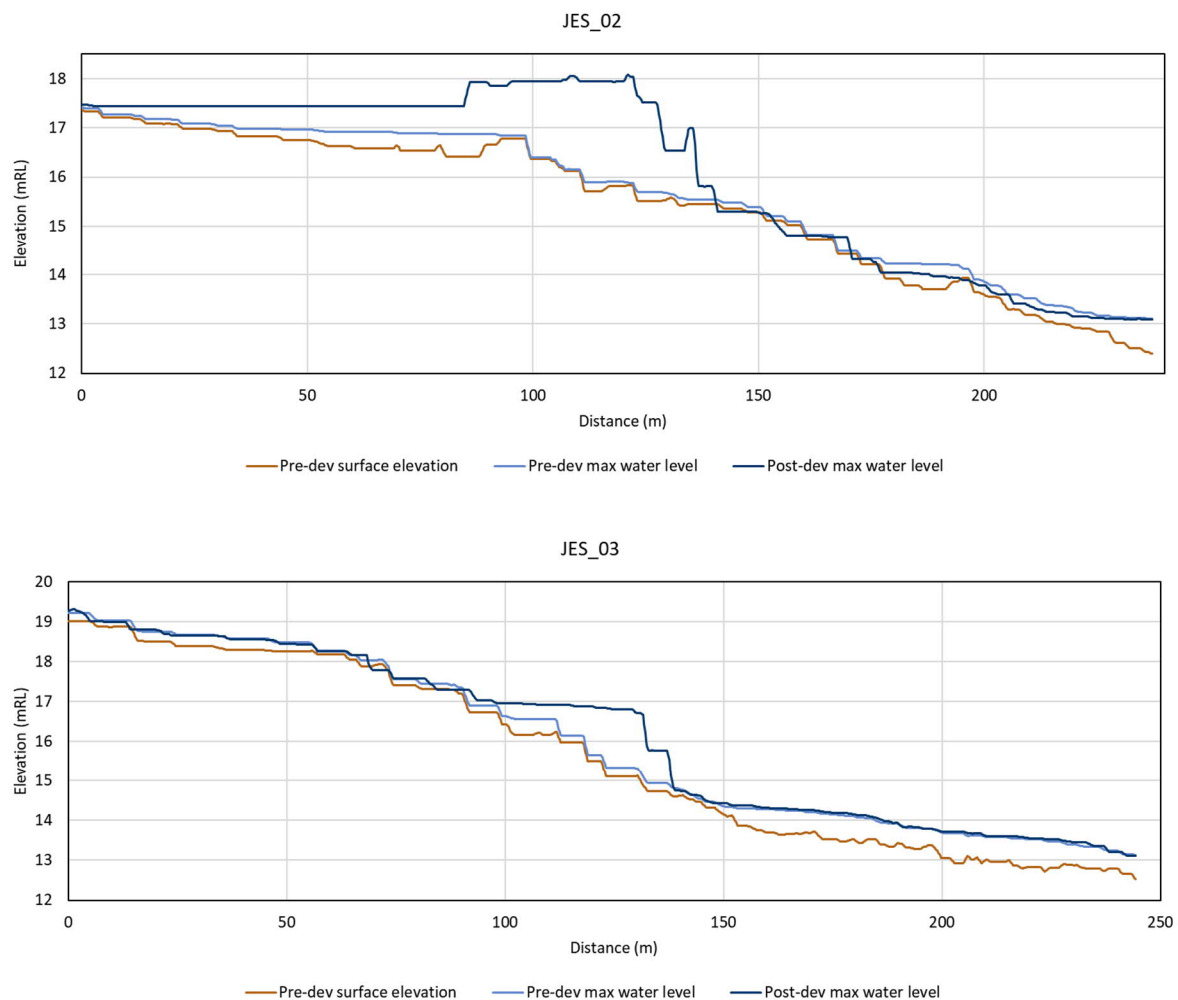 JES_02
18
17
16
15
14
13
12
Elevation (mRL)
0 50 100 150 200
Distance (m)
Pre-dev surface elevation Pre-dev max water level Post-dev max water level
JES_03
20
19
18
17
16
15
14
13
12
Elevation (mRL)
0 50 100 150 200 250
Distance (m)
Pre-dev surface elevation Pre-dev max water level Post-dev max water level